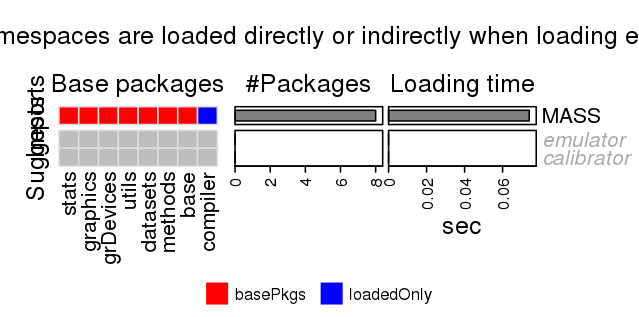 mespaces are loaded directly or indirectly when loading e
Base packages #Packages Loading time
Imports
Suggests
MASS
emulator
calibrator
stats
graphics
grDevices
utils
datasets
methods
base
compiler
0 2 4 6 8
0 0.02 0.04 0.06
sec
basePkgs loadedOnly